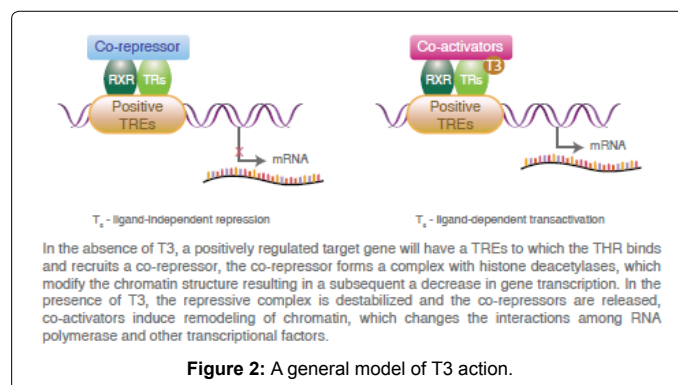 Co-repressor
Co-activators
T3
RXR TRs
RXR TRs
Positive
TREs
Positive
TREs
mRNA
mRNA
- ligand-independent repression
- ligand-dependent transactivation
In the absence of T3, a positively regulated target gene will have a TREs to which the THR binds
and recruits a co-repressor, the co-repressor forms a complex with histone deacetylases, which
modify the chromatin structure resulting in a subsequent a decrease in gene transcription. In the
presence of T3, the repressive complex is destabilized and the co-repressors are released,
co-activators induce remodeling of chromatin, which changes the interactions among RNA
polymerase and other transcriptional factors.
Figure 2: A general model of T3 action.